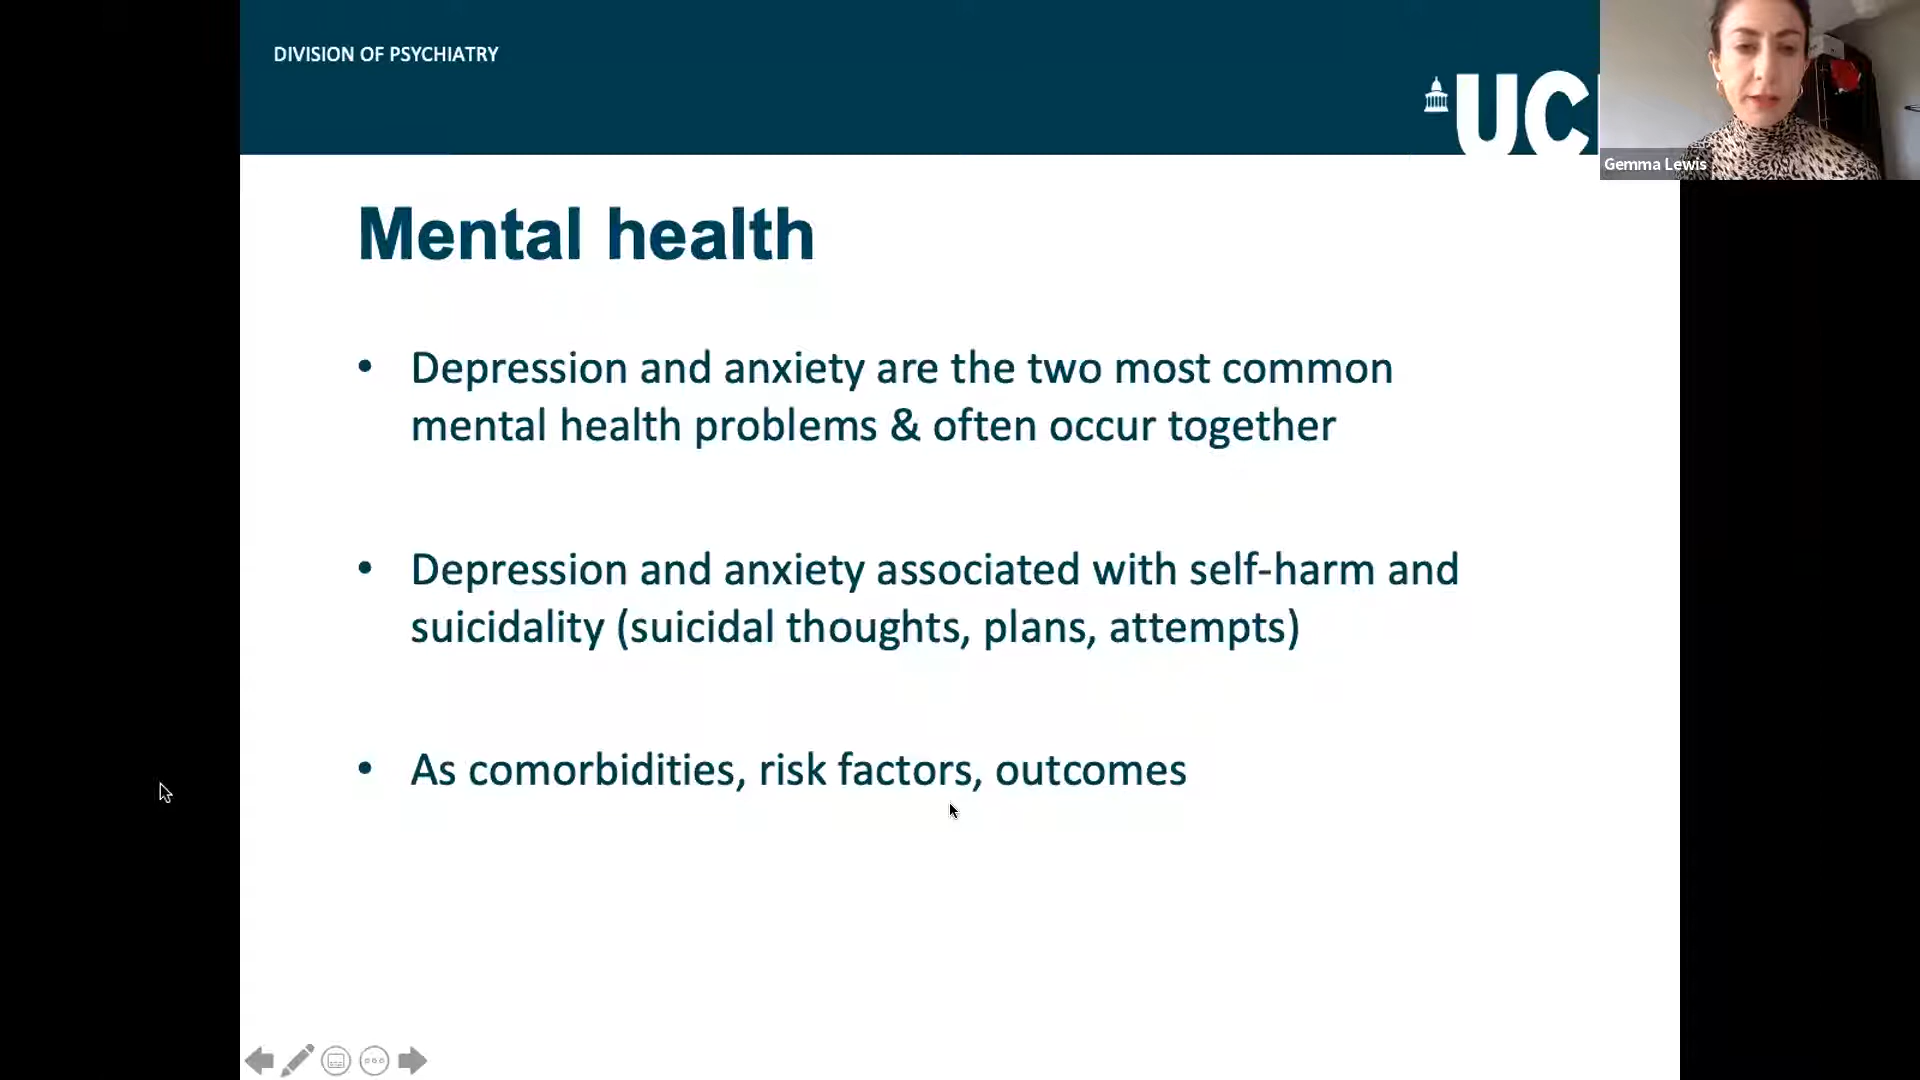 DIVISION OF PSYCHIATRY
UC
Gemma Lewis
Mental health
• Depression and anxiety are the two most common
mental health problems & often occur together
• Depression and anxiety associated with self-harm and
suicidality (suicidal thoughts, plans, attempts)
• As comorbidities, risk factors, outcomes